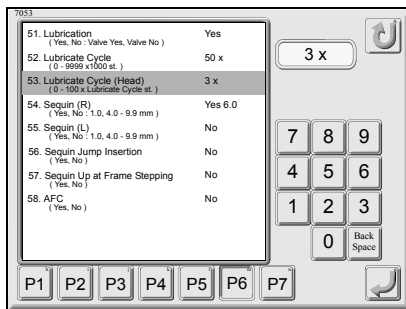 7053
51. Lubrication Yes
( Yes, No : Valve Yes, Valve No )
52. Lubricate Cycle 50 x
( 0 - 9999 x1000 st. )
53. Lubricate Cycle (Head) 3 x
( 0 - 100 x Lubricate Cycle st. )
54. Sequin (R) Yes 6.0
( Yes, No : 1.0, 4.0 - 9.9 mm )
55. Sequin (L) No
( Yes, No : 1.0, 4.0 - 9.9 mm )
56. Sequin Jump Insertion No
( Yes, No )
57. Sequin Up at Frame Stepping No
( Yes, No )
58. AFC No
( Yes, No )
3 x
7 8 9
4 5 6
1 2 3
0 Back
Space
P1 P2 P3 P4 P5 P6 P7